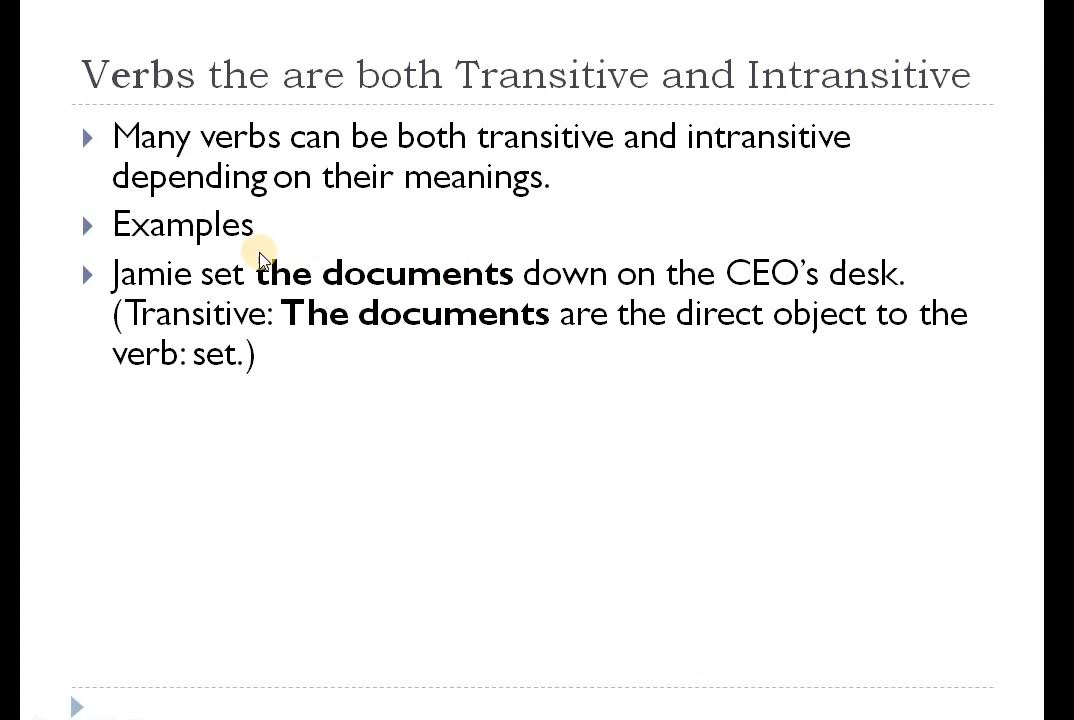 Verbs the are both Transitive and Intransitive
Many verbs can be both transitive and intransitive
depending on their meanings.
Examples
Jamie set the documents down on the CEO’s desk.
(Transitive: The documents are the direct object to the
verb: set.)